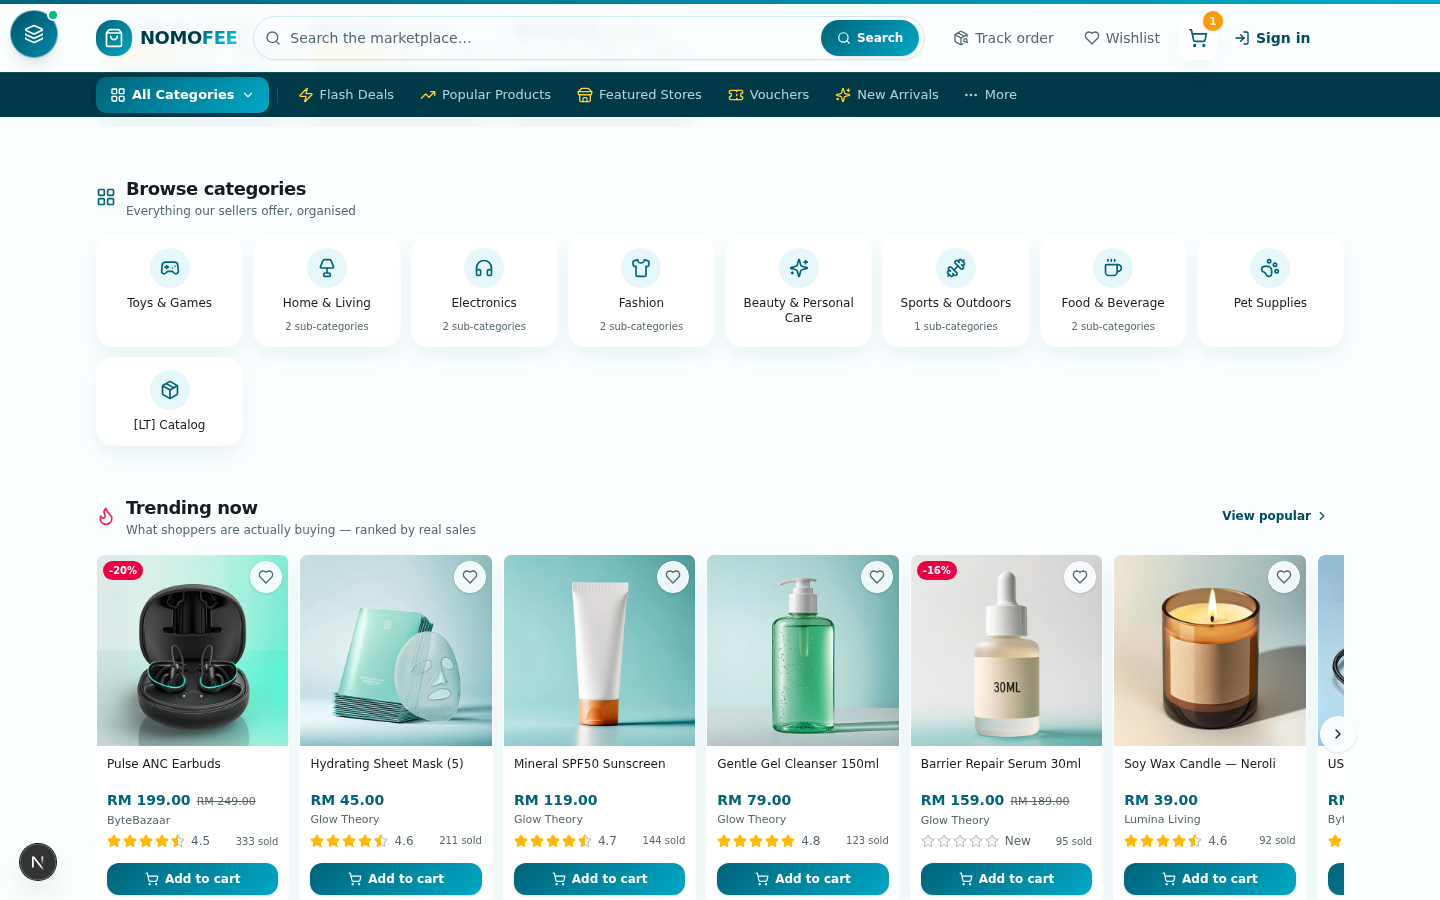 NOMOFEE
Search the marketplace...
Search
Track order
Wishlist
1
Sign in
All Categories
Flash Deals
Popular Products
Featured Stores
Vouchers
New Arrivals
More
Browse categories
Everything our sellers offer, organised
Toys & Games
Home & Living
2 sub-categories
Electronics
2 sub-categories
Fashion
2 sub-categories
Beauty & Personal
Care
Sports & Outdoors
1 sub-categories
Food & Beverage
2 sub-categories
Pet Supplies
[LT] Catalog
Trending now
What shoppers are actually buying — ranked by real sales
View popular
-20%
Pulse ANC Earbuds
RM 199.00 RM 249.00
ByteBazaar
4.5 333 sold
Add to cart
Hydrating Sheet Mask (5)
RM 45.00
Glow Theory
4.6 211 sold
Add to cart
Mineral SPF50 Sunscreen
RM 119.00
Glow Theory
4.7 144 sold
Add to cart
Gentle Gel Cleanser 150ml
RM 79.00
Glow Theory
4.8 123 sold
Add to cart
-16%
30ML
Barrier Repair Serum 30ml
RM 159.00 RM 189.00
Glow Theory
New 95 sold
Add to cart
Soy Wax Candle — Neroli
RM 39.00
Lumina Living
4.6 92 sold
Add to cart
N